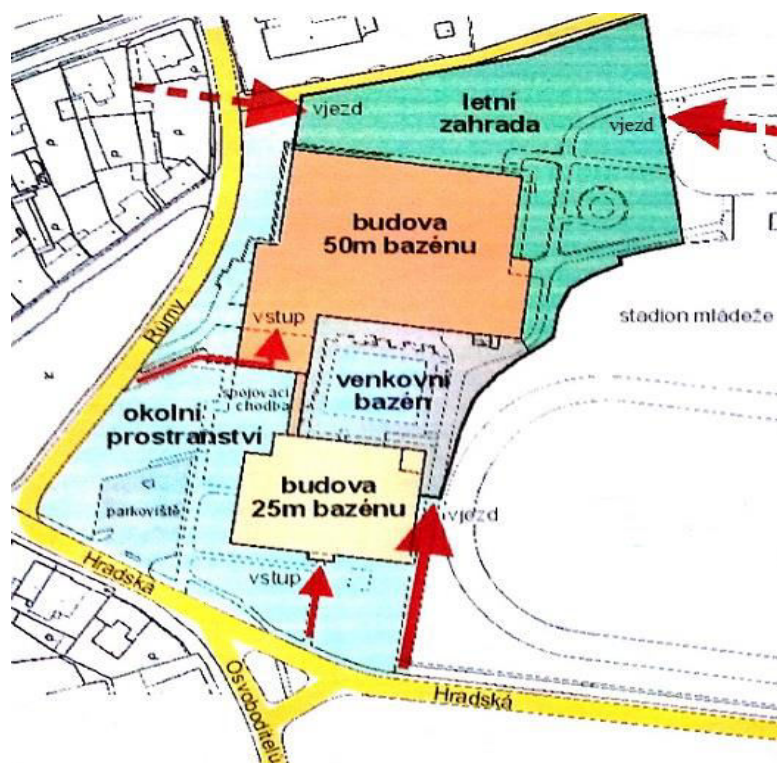 vjezd
letní
zahrada
vjezd
budova
50m bazénu
vstup
Růmy
stadion mládeže
venkovní
bazén
spojovací
chodba
okolní
prostranství
budova
25m bazénu
parkoviště
vjezd
vstup
Hradská
Hradská
Osvoboditelů